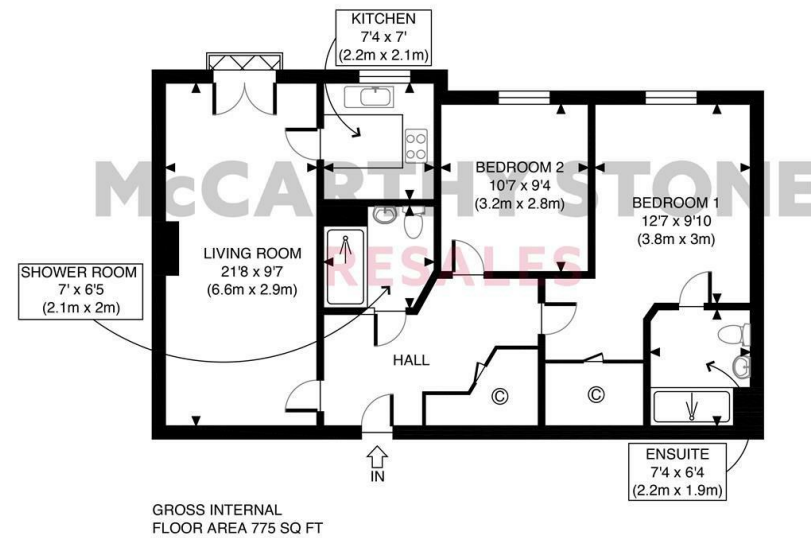 KITCHEN
7'4 x 7'
(2.2m x 2.1m)
McCARTHY STONE
RESALES
BEDROOM 2
10'7 x 9'4
(3.2m x 2.8m)
BEDROOM 1
12'7 x 9'10
(3.8m x 3m)
LIVING ROOM
21'8 x 9'7
(6.6m x 2.9m)
SHOWER ROOM
7' x 6'5
(2.1m x 2m)
HALL
C
C
IN
ENSUITE
7'4 x 6'4
(2.2m x 1.9m)
GROSS INTERNAL
FLOOR AREA 775 SQ FT